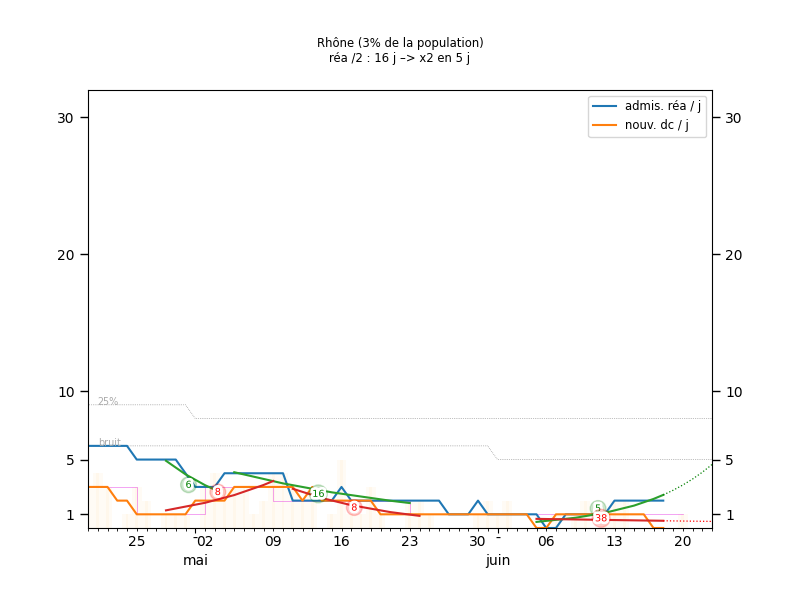 Rhône (3% de la population)
réa /2 : 16 j –> x2 en 5 j
admis. réa / j
nouv. dc / j
30 30
20 20
10 10
25%
bruit
5 5
6 8 16 8 5 38
1 1
25 02 09 16 23 30 06 13 20
mai juin